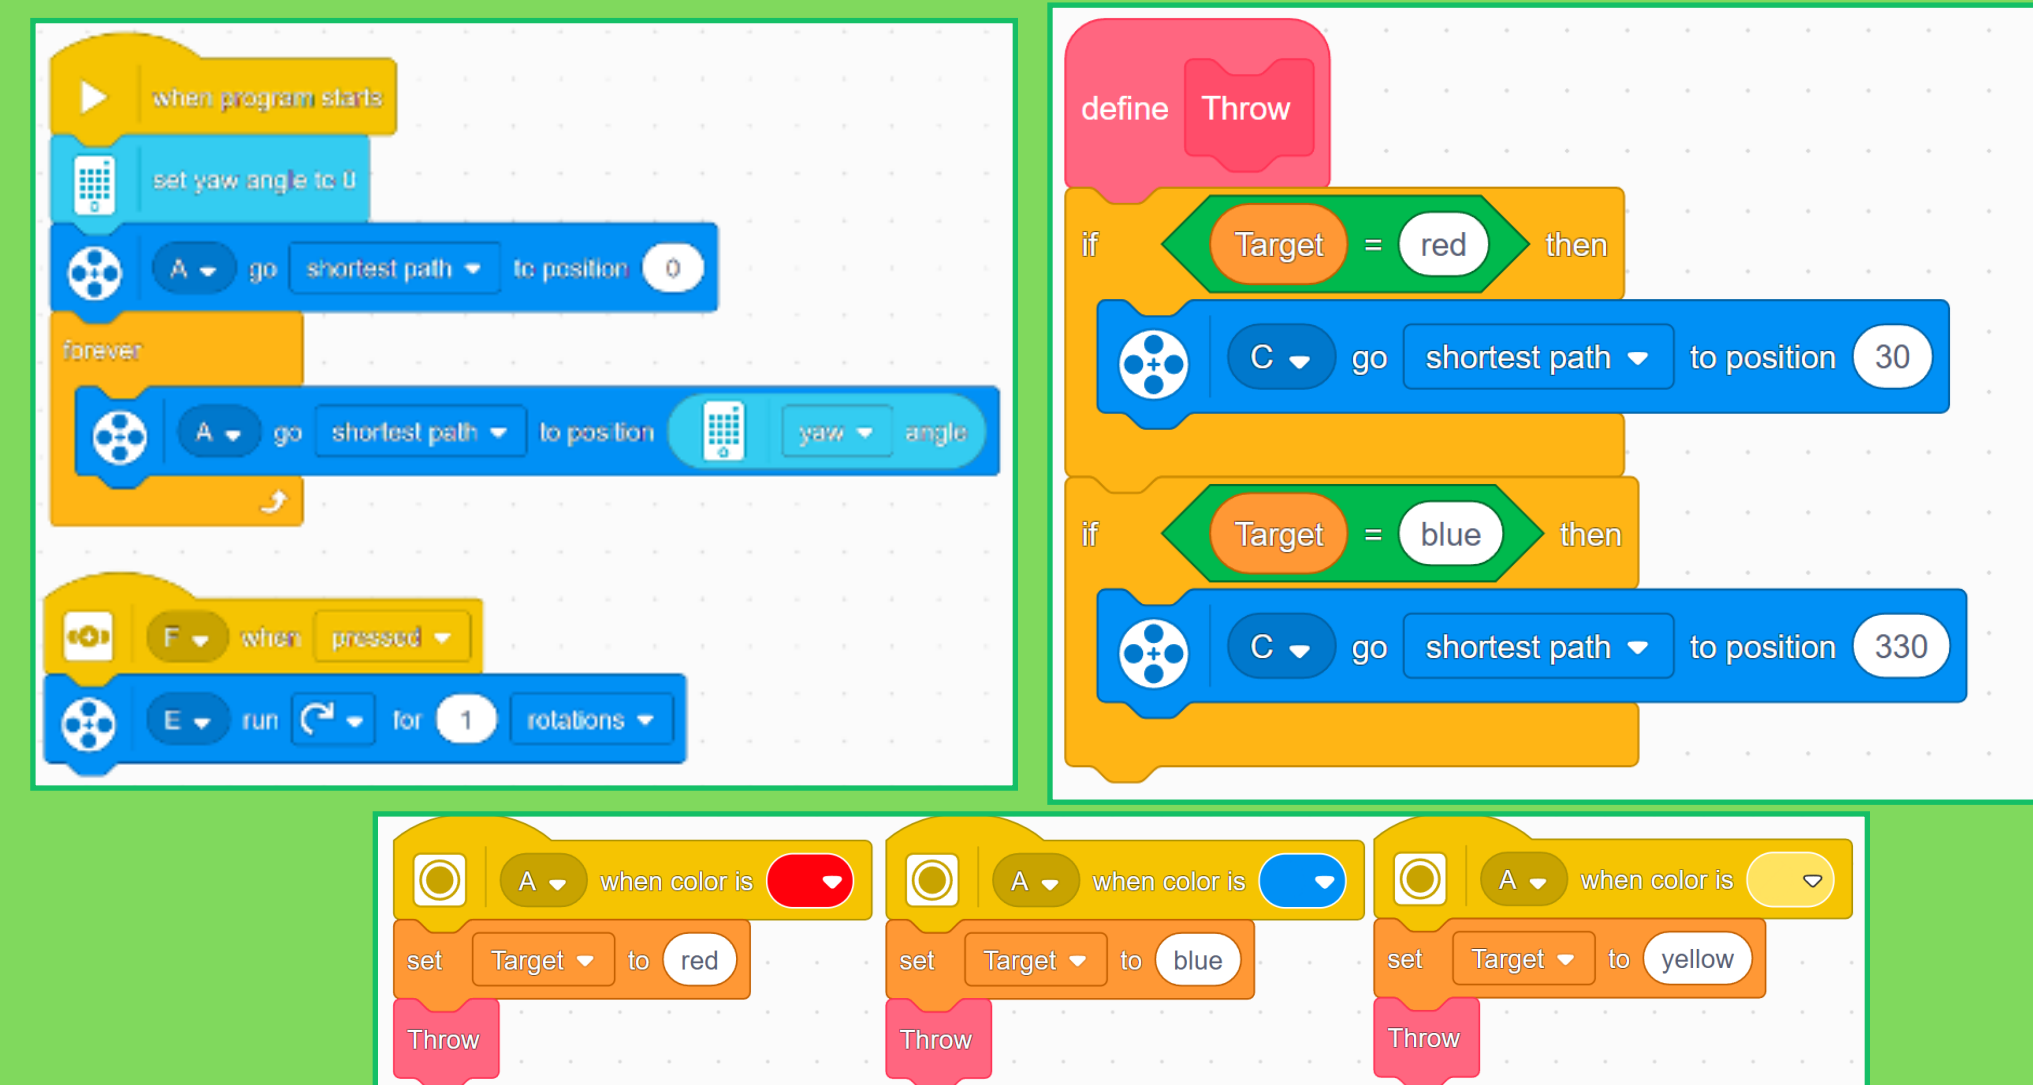 when program starts
set yaw angle to 0
A go shortest path to position 0
forever
A go shortest path to position yaw angle
F when pressed
E run for 1 rotations
define Throw
if Target = red then
C go shortest path to position 30
if Target = blue then
C go shortest path to position 330
A when color is
set Target to red
Throw
A when color is
set Target to blue
Throw
A when color is
set Target to yellow
Throw